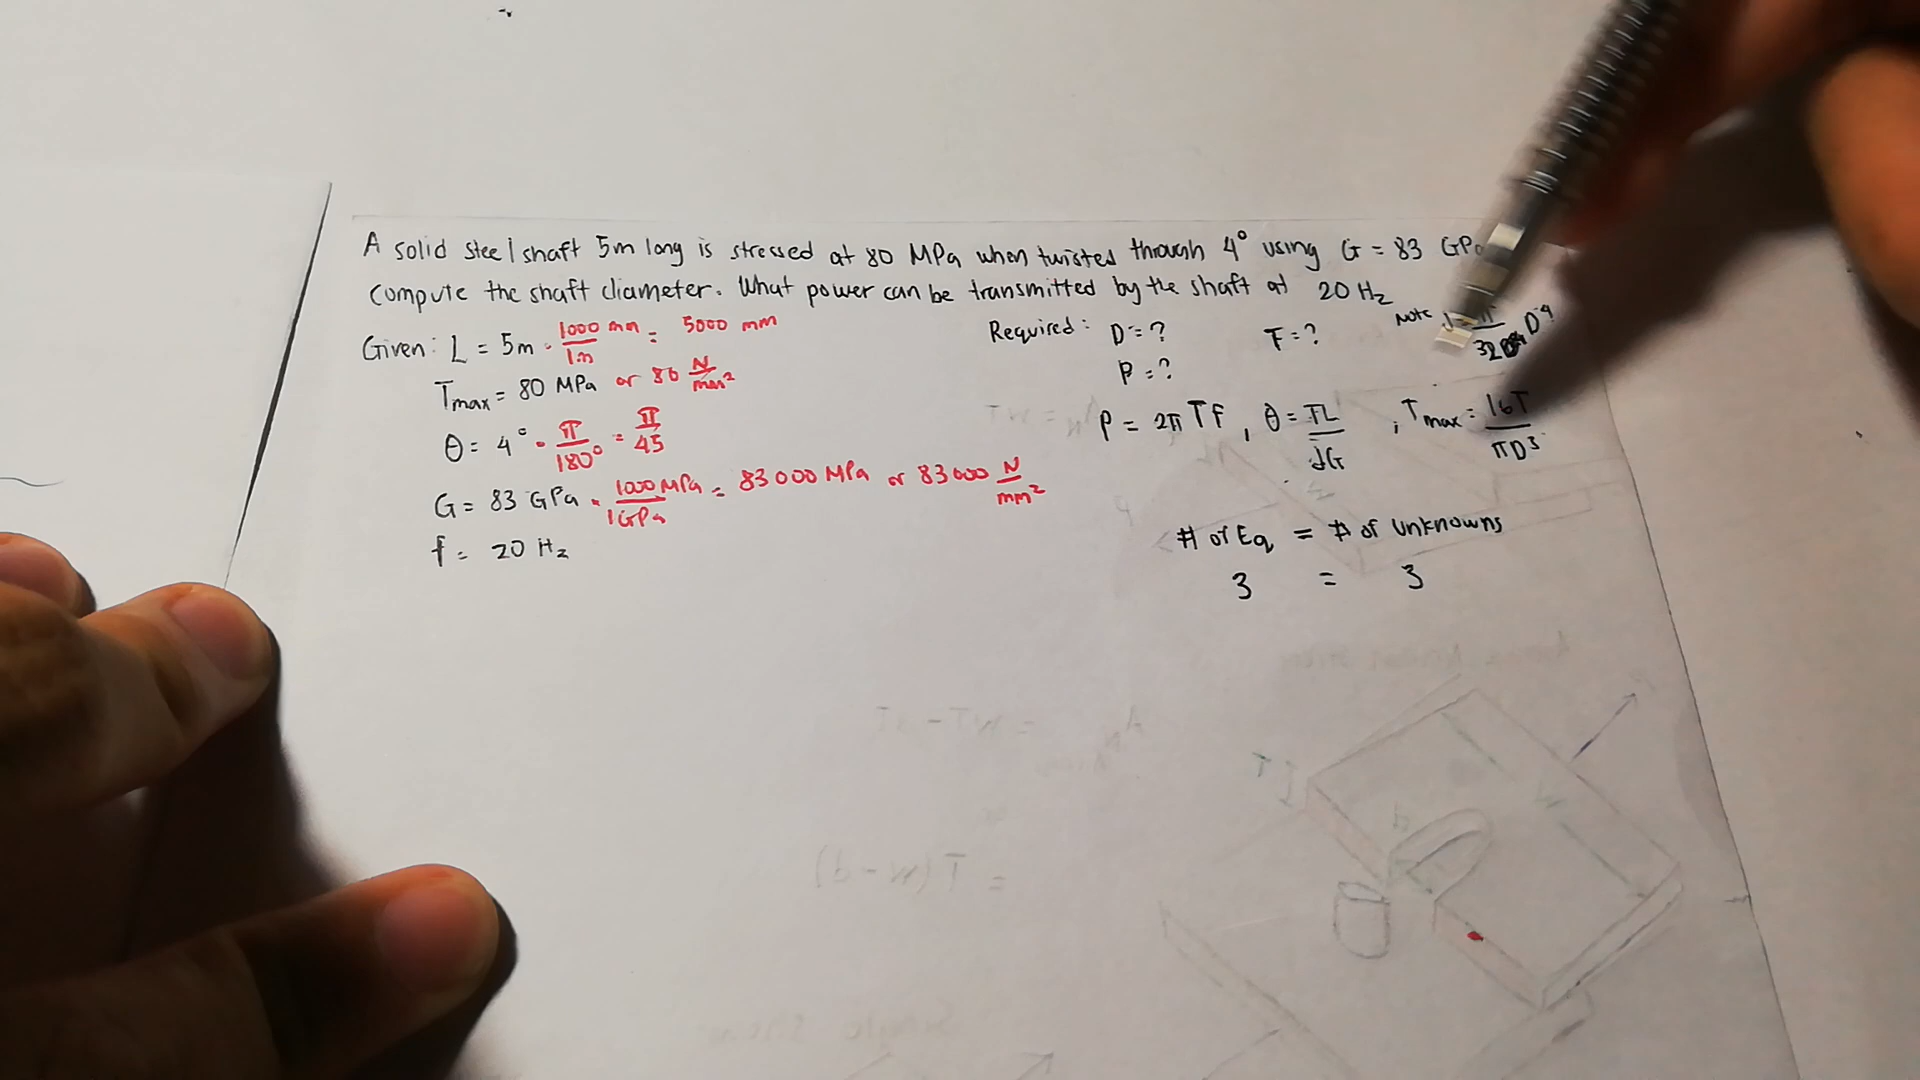 A solid steel shaft 5m long is stressed at 80 MPa when twisted through 4° using G = 83 GPa
compute the shaft diameter. What power can be transmitted by the shaft at 20 Hz
Given: L = 5m · 1000 mm / 1m = 5000 mm
Required: D = ? T = ?
Note J = π / 32 D^4
P = ?
Tmax = 80 MPa or 80 N / mm²
θ = 4° · π / 180° = π / 45
P = 2π T f , θ = TL / JG ; Tmax = 16T / πD³
G = 83 GPa · 1000 MPa / 1 GPa = 83 000 MPa or 83 000 N / mm²
f = 20 Hz
# of Eq = # of unknowns
3 = 3
= T(w-d)